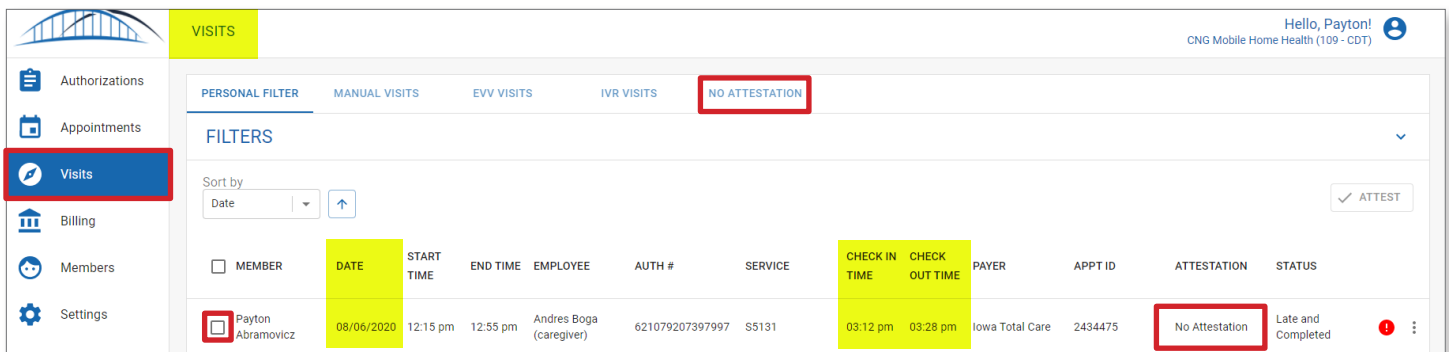 VISITS
Hello, Payton!
CNG Mobile Home Health (109 - CDT)
Authorizations
Appointments
Visits
Billing
Members
Settings
PERSONAL FILTER MANUAL VISITS EVV VISITS IVR VISITS NO ATTESTATION
FILTERS
Sort by
Date
ATTEST
MEMBER DATE START TIME END TIME EMPLOYEE AUTH # SERVICE CHECK IN TIME CHECK OUT TIME PAYER APPT ID ATTESTATION STATUS
Payton Abramovicz 08/06/2020 12:15 pm 12:55 pm Andres Boga (caregiver) 621079207397997 S5131 03:12 pm 03:28 pm Iowa Total Care 2434475 No Attestation Late and Completed